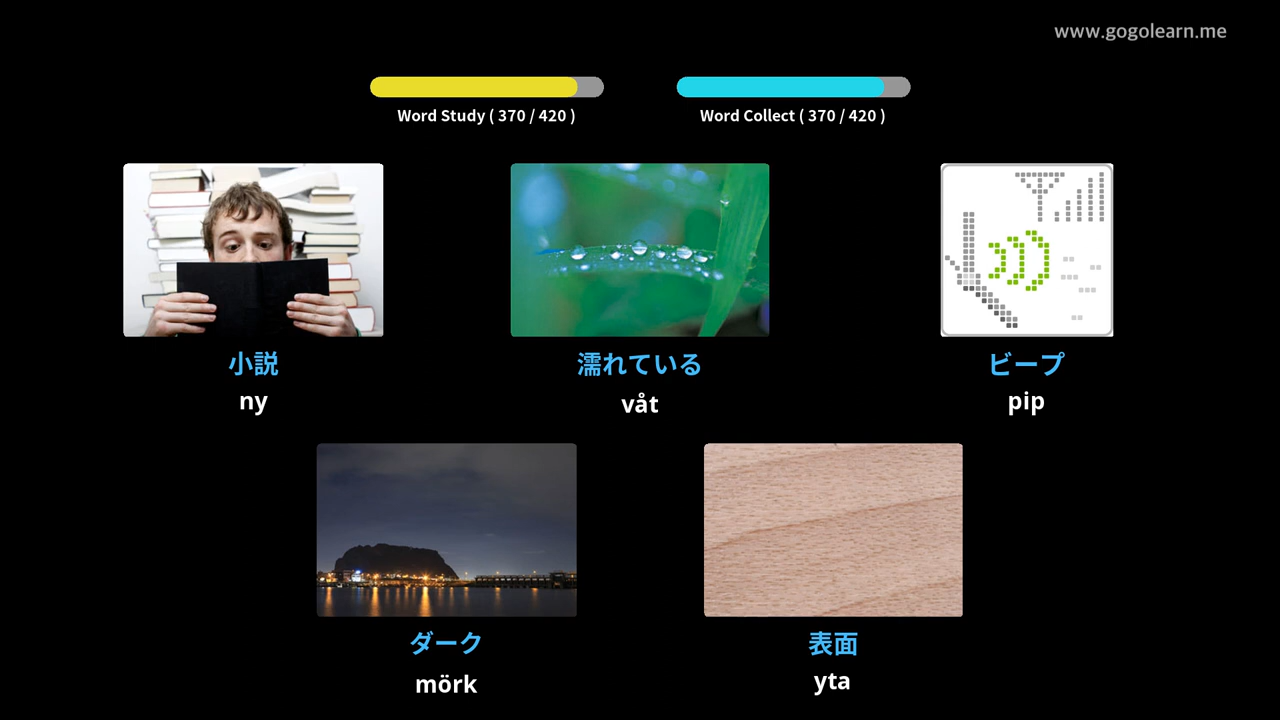 www.gogolearn.me
Word Study ( 370 / 420 )
Word Collect ( 370 / 420 )
小説
ny
濡れている
våt
ビープ
pip
ダーク
mörk
表面
yta